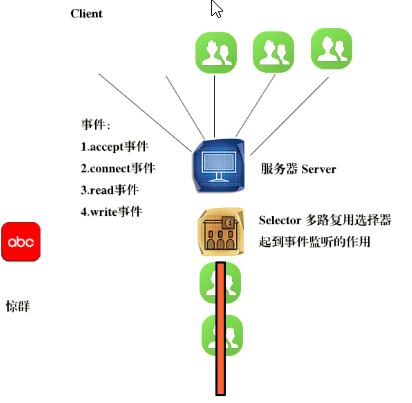 Client
事件：
1.accept事件
2.connect事件
3.read事件
4.write事件
服务器 Server
Selector 多路复用选择器
起到事件监听的作用
abc
惊群